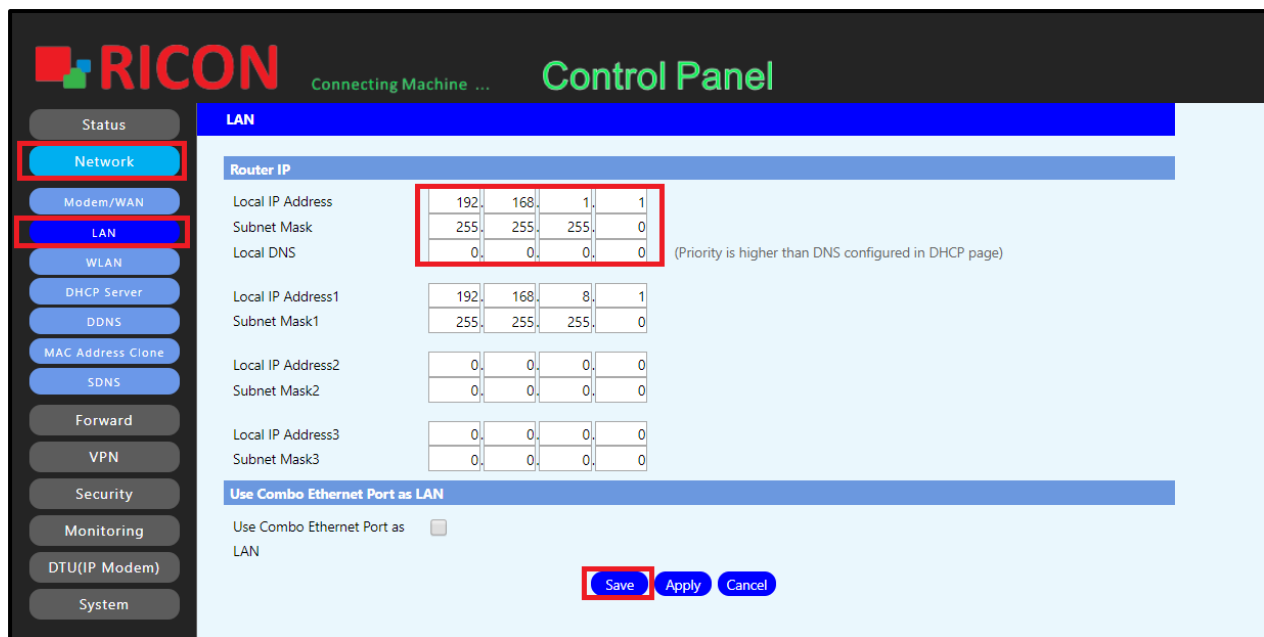 RICON Connecting Machine ... Control Panel
Status
Network
Modem/WAN
LAN
WLAN
DHCP Server
DDNS
MAC Address Clone
SDNS
Forward
VPN
Security
Monitoring
DTU(IP Modem)
System
LAN
Router IP
Local IP Address 192. 168. 1. 1
Subnet Mask 255. 255. 255. 0
Local DNS 0. 0. 0. 0 (Priority is higher than DNS configured in DHCP page)
Local IP Address1 192. 168. 8. 1
Subnet Mask1 255. 255. 255. 0
Local IP Address2 0. 0. 0. 0
Subnet Mask2 0. 0. 0. 0
Local IP Address3 0. 0. 0. 0
Subnet Mask3 0. 0. 0. 0
Use Combo Ethernet Port as LAN
Use Combo Ethernet Port as
LAN
Save Apply Cancel